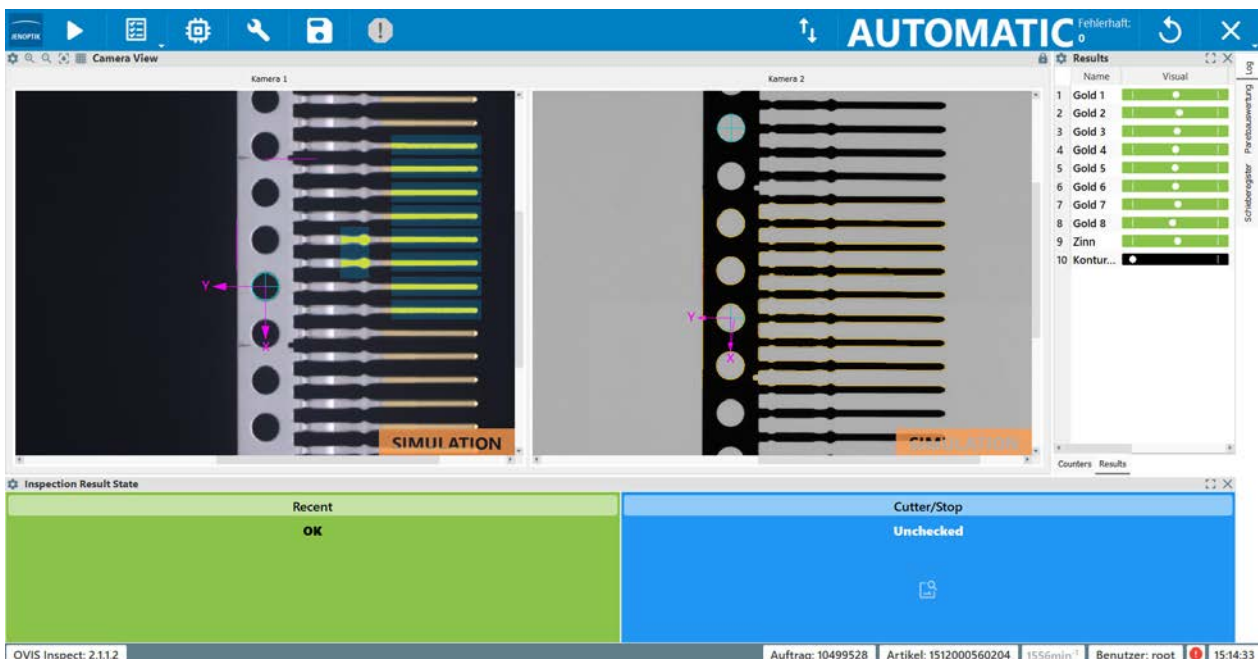 JENOPTIK
AUTOMATIC
Fehlerhaft:
0
Camera View
Kamera 1
Kamera 2
Y
X
SIMULATION
Y
X
Results
Name Visual
1 Gold 1
2 Gold 2
3 Gold 3
4 Gold 4
5 Gold 5
6 Gold 6
7 Gold 7
8 Gold 8
9 Zinn
10 Kontur...
Counters Results
Log
Paretoauswertung
Schieberegister
Inspection Result State
Recent
OK
Cutter/Stop
Unchecked
OVIS Inspect: 2.1.1.2
Auftrag: 10499528 Artikel: 1512000560204 1556min⁻¹ Benutzer: root 15:14:33